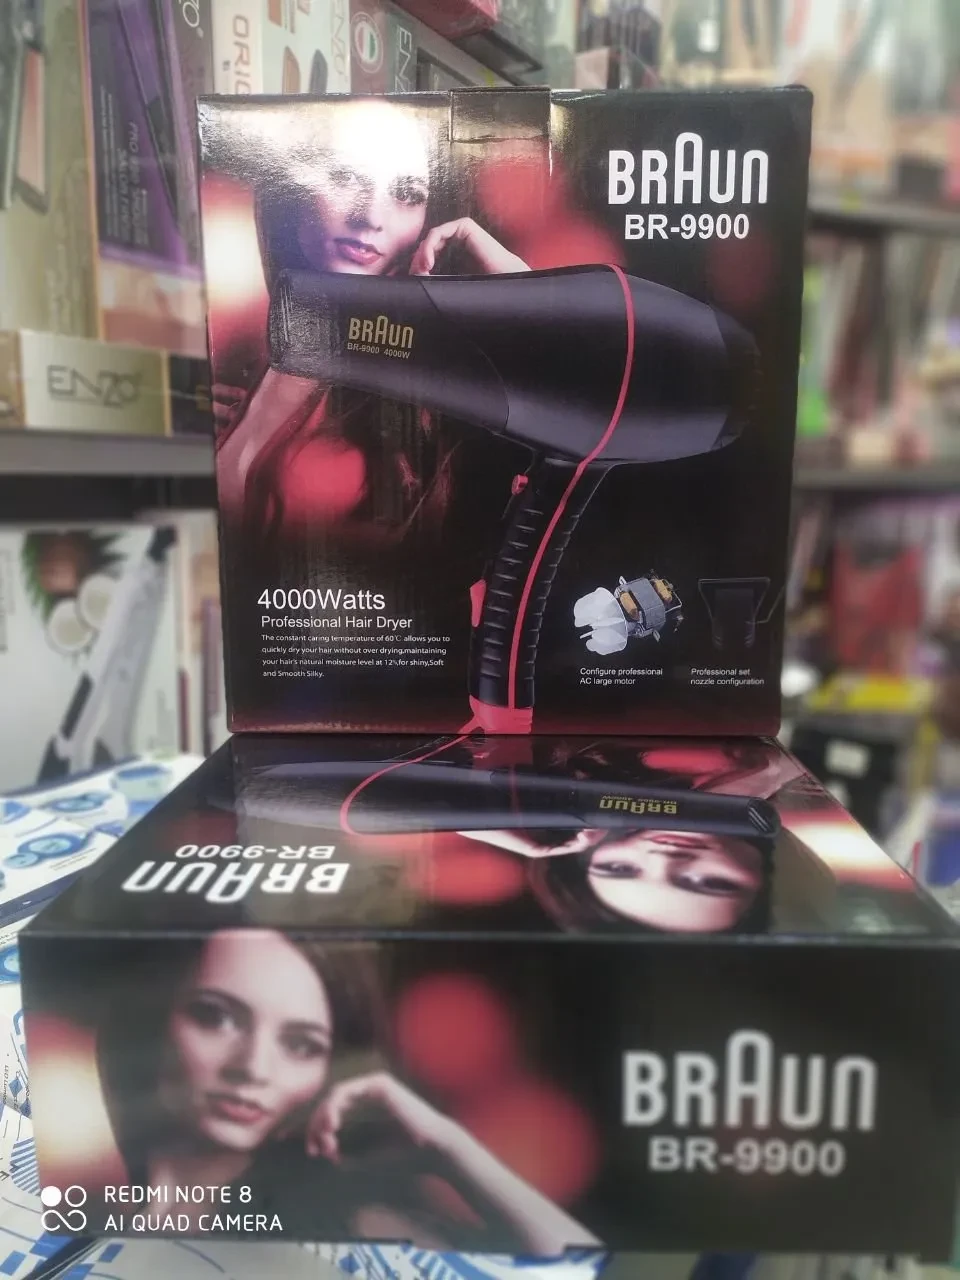 ENZO
BRAUN
BR-9900
BRAUN
BR-9900 4000W
4000Watts
Professional Hair Dryer
The constant caring temperature of 60℃ allows you to
quickly dry your hair without over drying,maintaining
your hair's natural moisture level at 12%for shiny,Soft
and Smooth Silky.
Configure professional
AC large motor
Professional set
nozzle configuration
BRAUN
BR-9900
BRAUN
BRAUN
BR-9900
REDMI NOTE 8
AI QUAD CAMERA